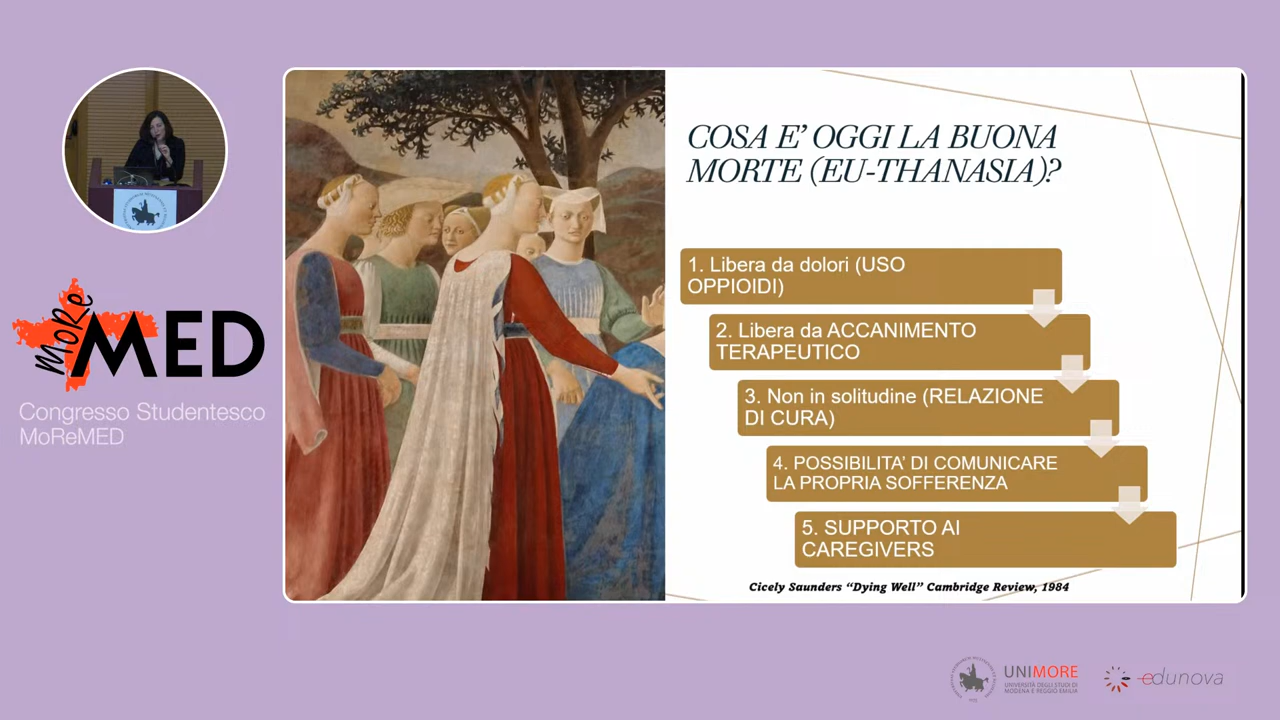 COSA E' OGGI LA BUONA
MORTE (EU-THANASIA)?
1. Libera da dolori (USO
OPPIOIDI)
2. Libera da ACCANIMENTO
TERAPEUTICO
3. Non in solitudine (RELAZIONE
DI CURA)
4. POSSIBILITA' DI COMUNICARE
LA PROPRIA SOFFERENZA
5. SUPPORTO AI
CAREGIVERS
Cicely Saunders “Dying Well” Cambridge Review, 1984
MoRe
MED
Congresso Studentesco
MoReMED
UNIMORE
UNIVERSITÀ DEGLI STUDI DI
MODENA E REGGIO EMILIA
edunova